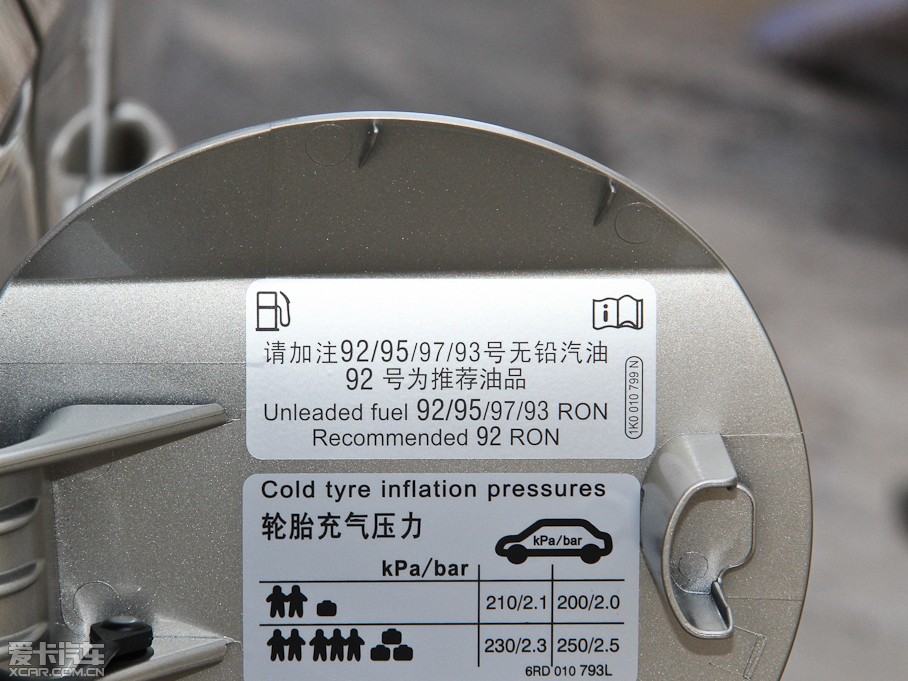 请加注92/95/97/93号无铅汽油
92 号为推荐油品
Unleaded fuel 92/95/97/93 RON
Recommended 92 RON
1K0 010 799 N
Cold tyre inflation pressures
轮胎充气压力
kPa/bar
kPa/bar
210/2.1 200/2.0
230/2.3 250/2.5
6RD 010 793L
爱卡汽车
XCAR.COM.CN